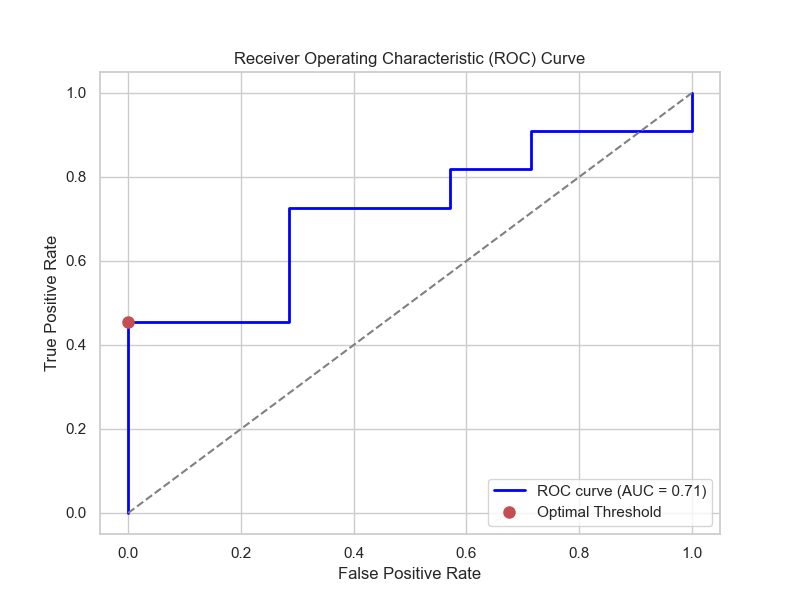 Receiver Operating Characteristic (ROC) Curve
True Positive Rate
1.0
0.8
0.6
0.4
0.2
0.0
ROC curve (AUC = 0.71)
Optimal Threshold
0.0 0.2 0.4 0.6 0.8 1.0
False Positive Rate